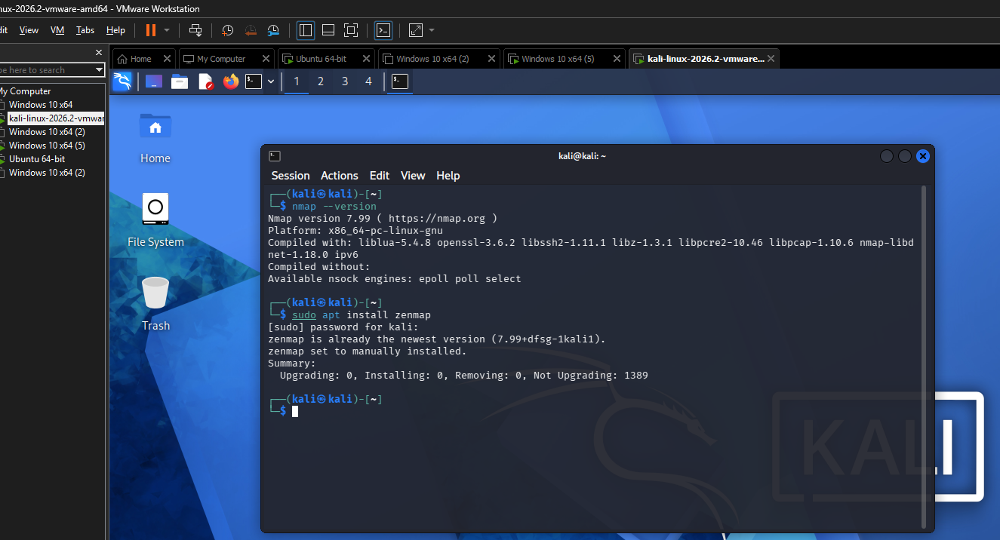 nux-2026.2-vmware-amd64 - VMware Workstation
dit View VM Tabs Help
pe here to search
Home My Computer Ubuntu 64-bit Windows 10 x64 (2) Windows 10 x64 (5) kali-linux-2026.2-vmware...
1 2 3 4
My Computer
Windows 10 x64
kali-linux-2026.2-vmwar
Windows 10 x64 (2)
Windows 10 x64 (5)
Ubuntu 64-bit
Windows 10 x64 (2)
Home
File System
Trash
kali@kali: ~
Session Actions Edit View Help
┌──(kali㉿kali)-[~]
└─$ nmap --version
Nmap version 7.99 ( https://nmap.org )
Platform: x86_64-pc-linux-gnu
Compiled with: liblua-5.4.8 openssl-3.6.2 libssh2-1.11.1 libz-1.3.1 libpcre2-10.46 libpcap-1.10.6 nmap-libd
net-1.18.0 ipv6
Compiled without:
Available nsock engines: epoll poll select
┌──(kali㉿kali)-[~]
└─$ sudo apt install zenmap
[sudo] password for kali:
zenmap is already the newest version (7.99+dfsg-1kali1).
zenmap set to manually installed.
Summary:
  Upgrading: 0, Installing: 0, Removing: 0, Not Upgrading: 1389
┌──(kali㉿kali)-[~]
└─$
KALI